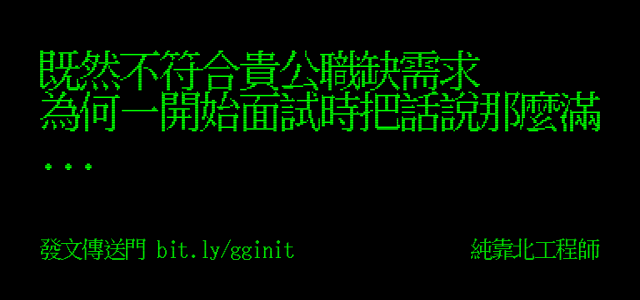 既然不符合貴公職缺需求
為何一開始面試時把話說那麼滿
...
發文傳送門 bit.ly/gginit
純靠北工程師